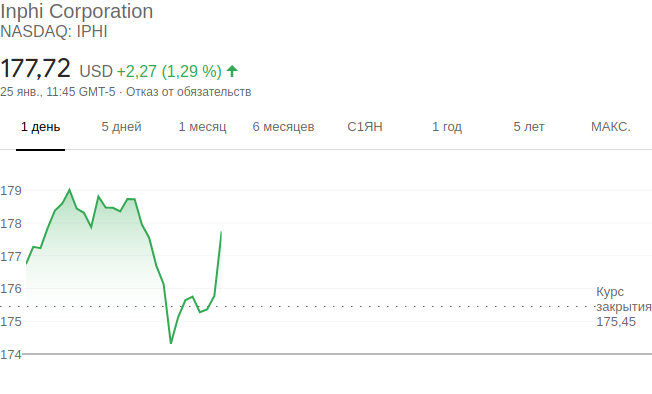 Inphi Corporation
NASDAQ: IPHI
177,72 USD +2,27 (1,29 %)
25 янв., 11:45 GMT-5 · Отказ от обязательств
1 день 5 дней 1 месяц 6 месяцев С1ЯН 1 год 5 лет МАКС.
179
178
177
176
Курс
закрытия
175,45
175
174